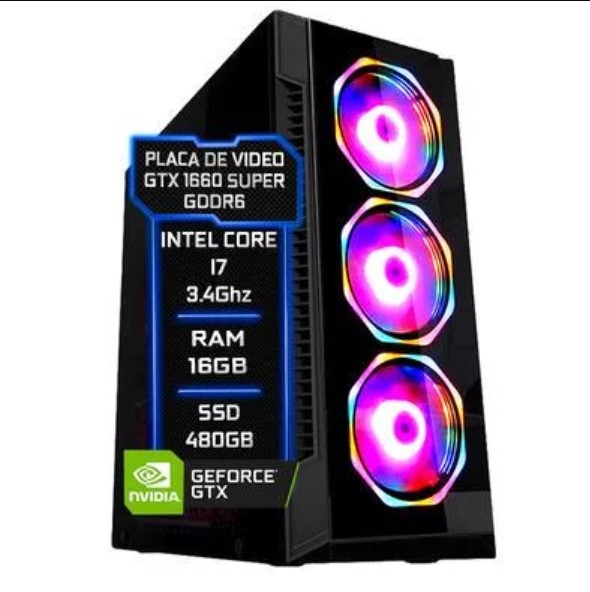 PLACA DE VIDEO
GTX 1660 SUPER
GDDR6
INTEL CORE
I7
3.4Ghz
RAM
16GB
SSD
480GB
NVIDIA
GEFORCE
GTX